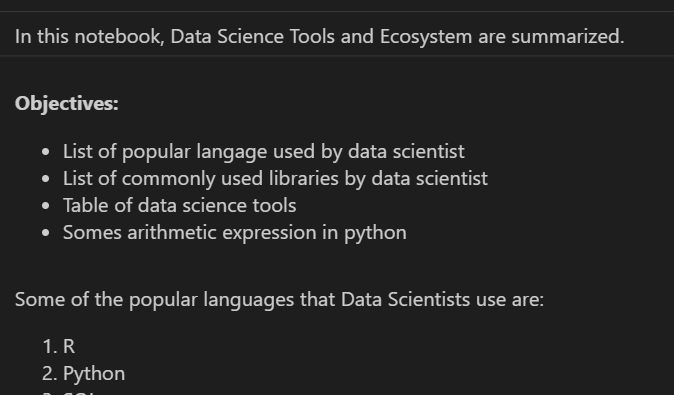 In this notebook, Data Science Tools and Ecosystem are summarized.
Objectives:
• List of popular langage used by data scientist
• List of commonly used libraries by data scientist
• Table of data science tools
• Somes arithmetic expression in python
Some of the popular languages that Data Scientists use are:
1. R
2. Python